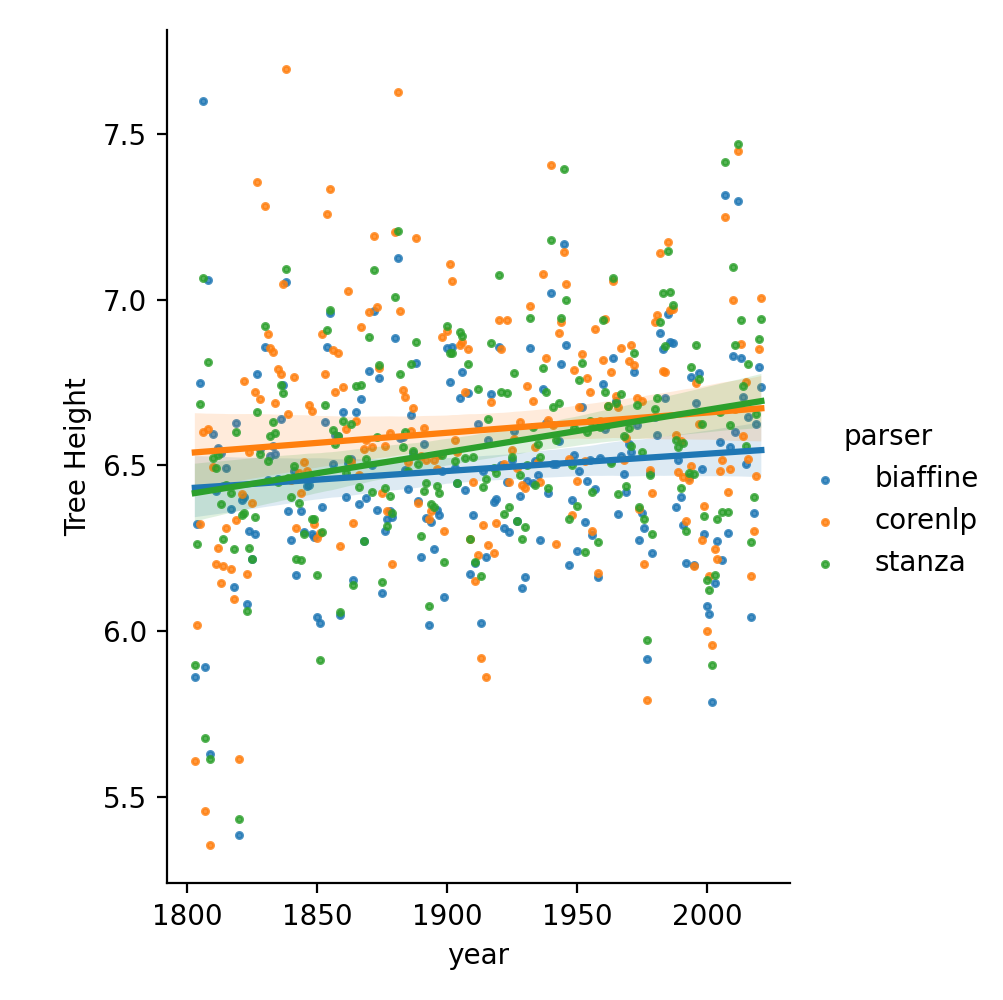 7.5
7.0
6.5
6.0
5.5
Tree Height
1800 1850 1900 1950 2000
year
parser
biaffine
corenlp
stanza